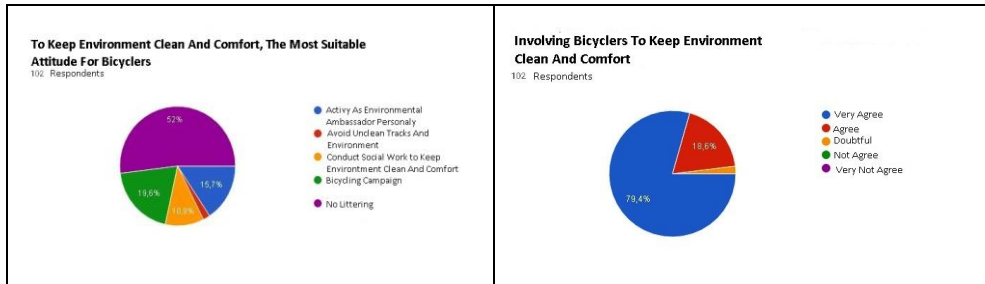 To Keep Environment Clean And Comfort, The Most Suitable
Attitude For Bicyclers
102 Respondents
52%
19,6%
10,8%
15,7%
Activy As Environmental
Ambassador Personaly
Avoid Unclean Tracks And
Environment
Conduct Social Work to Keep
Environtment Clean And Comfort
Bicycling Campaign
No Littering
Involving Bicyclers To Keep Environment
Clean And Comfort
102 Respondents
18,6%
79,4%
Very Agree
Agree
Doubtful
Not Agree
Very Not Agree